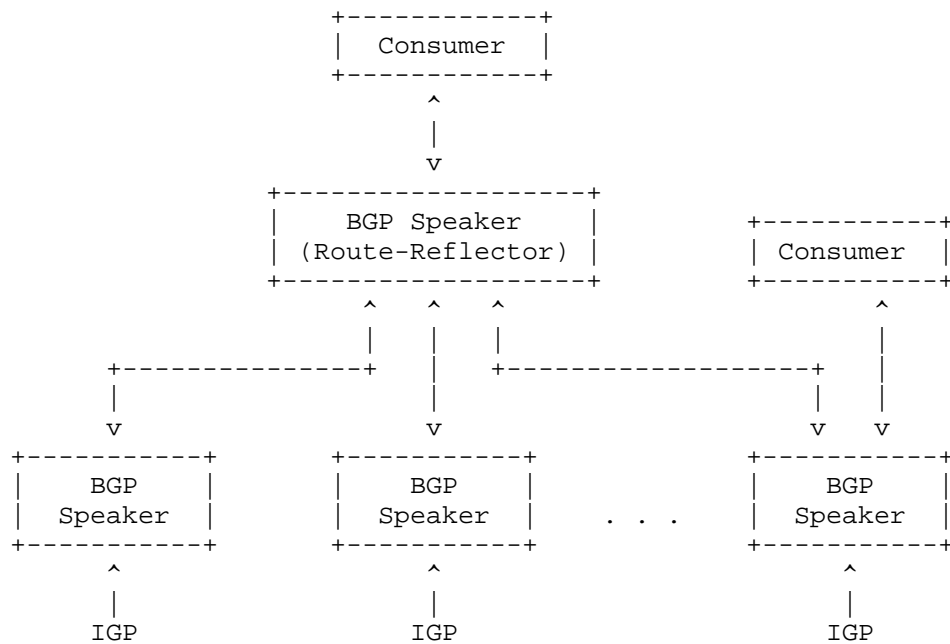 Consumer
BGP Speaker
(Route-Reflector)
Consumer
BGP
Speaker
BGP
Speaker
. . .
BGP
Speaker
IGP
IGP
IGP